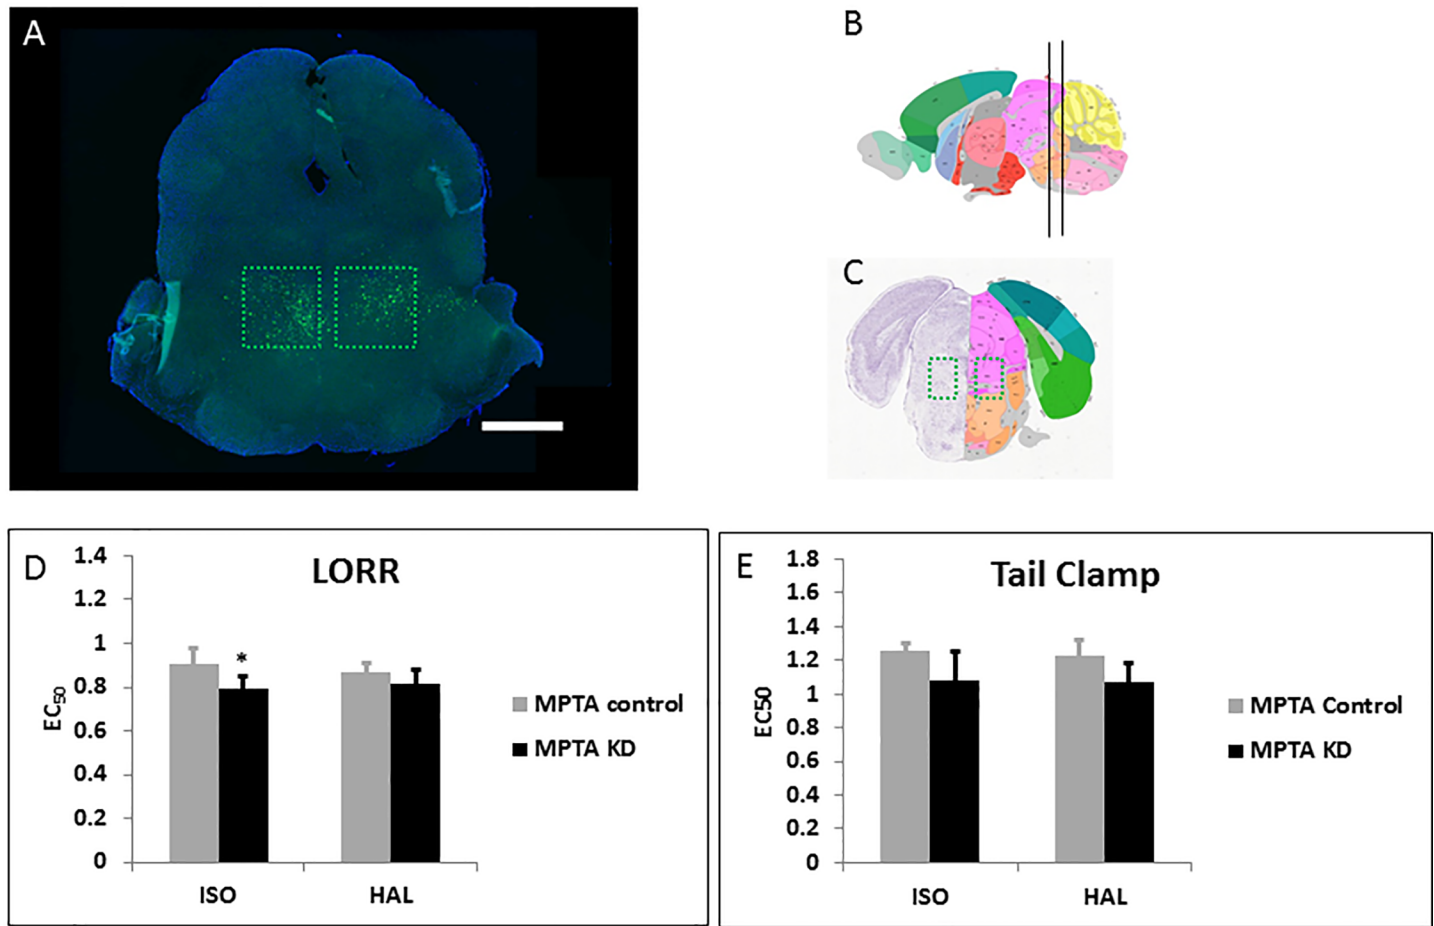 A
B
C
D
LORR
1.4
1.2
1
0.8
0.6
0.4
0.2
0
EC50
*
ISO
HAL
MPTA control
MPTA KD
E
Tail Clamp
1.8
1.6
1.4
1.2
1
0.8
0.6
0.4
0.2
0
EC50
ISO
HAL
MPTA Control
MPTA KD